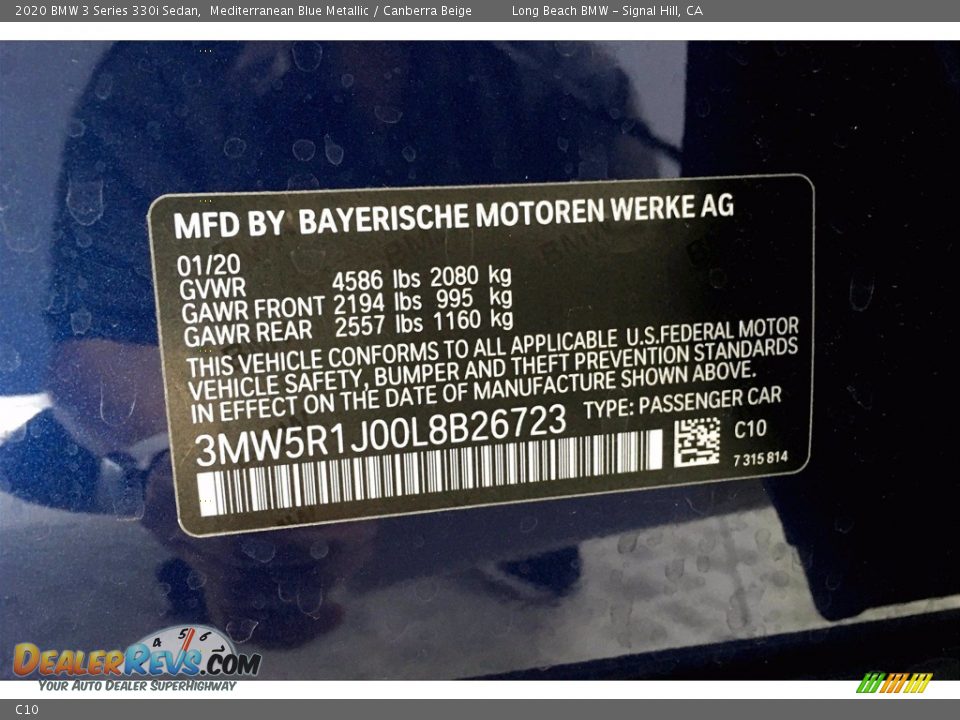 2020 BMW 3 Series 330i Sedan, Mediterranean Blue Metallic / Canberra Beige Long Beach BMW - Signal Hill, CA
MFD BY BAYERISCHE MOTOREN WERKE AG
01/20
GVWR 4586 lbs 2080 kg
GAWR FRONT 2194 lbs 995 kg
GAWR REAR 2557 lbs 1160 kg
THIS VEHICLE CONFORMS TO ALL APPLICABLE U.S.FEDERAL MOTOR
VEHICLE SAFETY, BUMPER AND THEFT PREVENTION STANDARDS
IN EFFECT ON THE DATE OF MANUFACTURE SHOWN ABOVE.
3MW5R1J00L8B26723 TYPE: PASSENGER CAR
C10
7 315 814
4 5 6
DEALERREVS.COM
YOUR AUTO DEALER SUPERHIGHWAY
C10